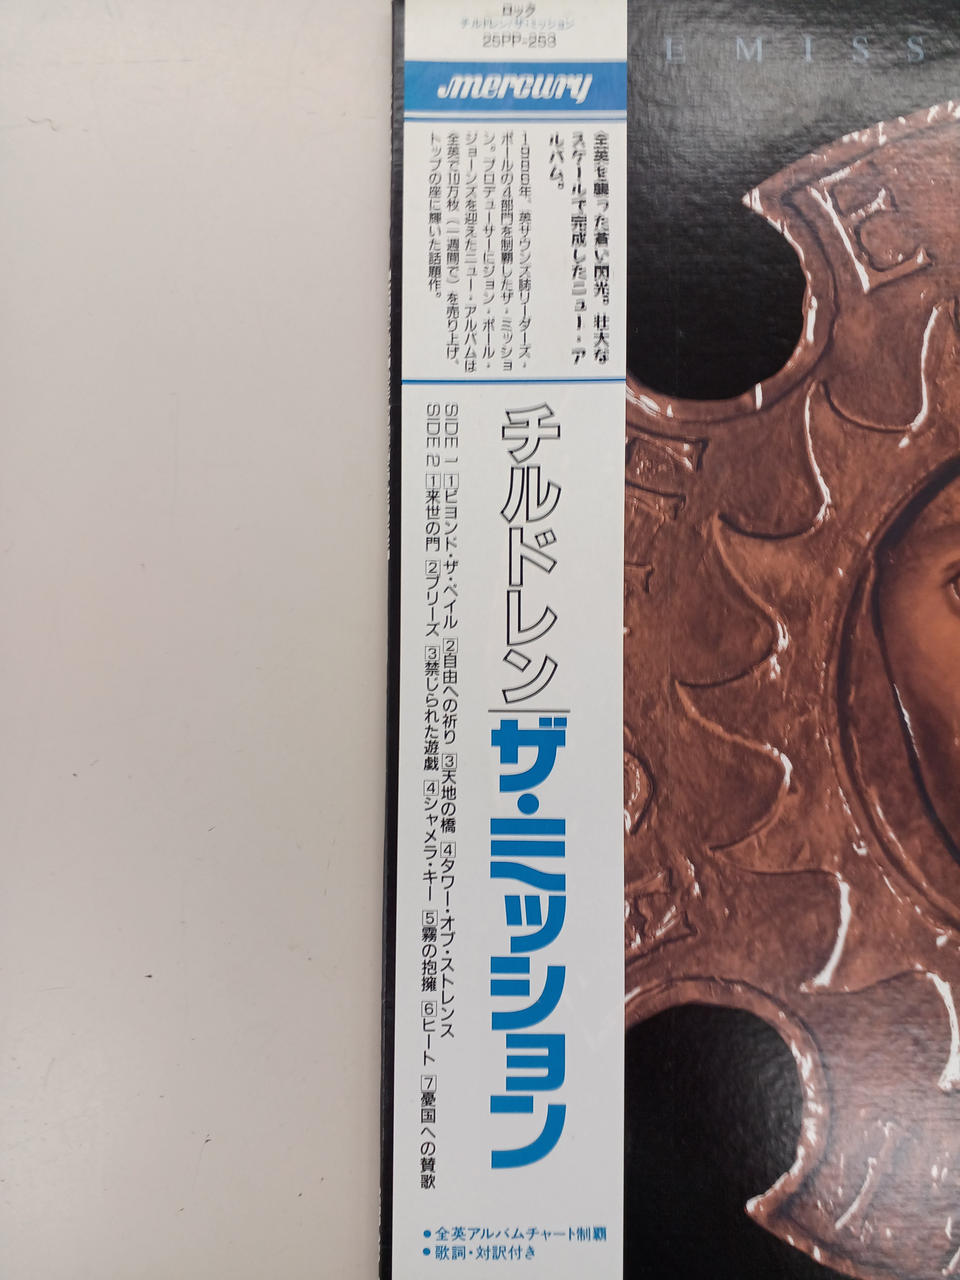 ロック
チルドレン/ザ・ミッション
25PP-253
mercury
E MISS
全英を襲った蒼い閃光。壮大な
スケールで完成したニュー・ア
ルバム。
1986年、英サウンズ誌リーダーズ・
ポールの4部門を制覇したザ・ミッショ
ン。プロデューサーにジョン・ポール・
ジョーンズを迎えたニュー・アルバムは
全英で10万枚(一週間で)を売り上げ、
トップの座に輝いた話題作。
チルドレン/ザ・ミッション
SIDE 1 1ビヨンド・ザ・ペイル 2自由への祈り 3天地の橋 4タワー・オブ・ストレンス
SIDE 2 1来世の門 2ブリーズ 3禁じられた遊戯 4シャメラ・キー 5霧の抱擁 6ヒート 7憂国への賛歌
●全英アルバムチャート制覇
●歌詞・対訳付き